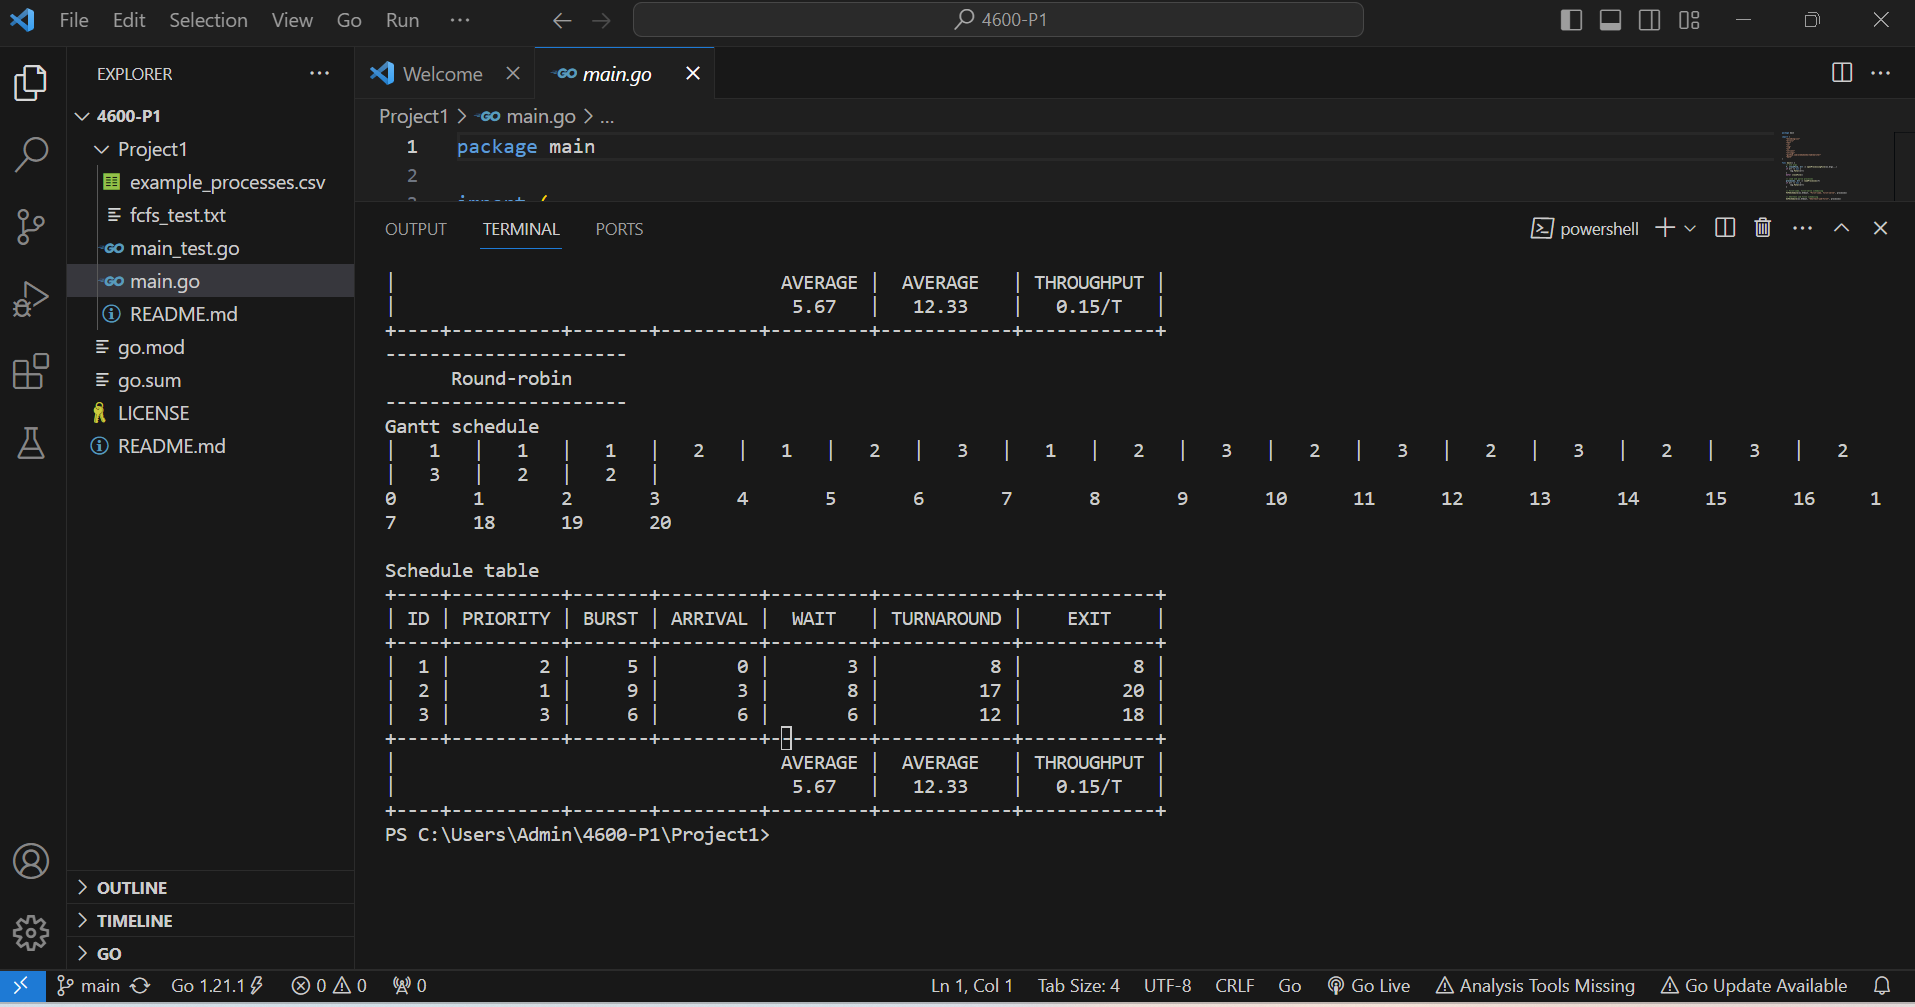 File Edit Selection View Go Run ··· 4600-P1
EXPLORER ···
4600-P1
Project1
example_processes.csv
fcfs_test.txt
main_test.go
main.go
README.md
go.mod
go.sum
LICENSE
README.md
OUTLINE
TIMELINE
GO
Welcome main.go
Project1 > main.go > ...
1 package main
2
OUTPUT TERMINAL PORTS powershell
| AVERAGE | AVERAGE | THROUGHPUT |
| 5.67 | 12.33 | 0.15/T |
+----+----------+-------+---------+---------+------------+------------+
----------------------
Round-robin
----------------------
Gantt schedule
| 1 | 1 | 1 | 2 | 1 | 2 | 3 | 1 | 2 | 3 | 2 | 3 | 2 | 3 | 2 | 3 | 2
| 3 | 2 | 2 |
0 1 2 3 4 5 6 7 8 9 10 11 12 13 14 15 16 1
7 18 19 20
Schedule table
+----+----------+-------+---------+---------+------------+------------+
| ID | PRIORITY | BURST | ARRIVAL | WAIT | TURNAROUND | EXIT |
+----+----------+-------+---------+---------+------------+------------+
| 1 | 2 | 5 | 0 | 3 | 8 | 8 |
| 2 | 1 | 9 | 3 | 8 | 17 | 20 |
| 3 | 3 | 6 | 6 | 6 | 12 | 18 |
+----+----------+-------+---------+---------+------------+------------+
| AVERAGE | AVERAGE | THROUGHPUT |
| 5.67 | 12.33 | 0.15/T |
+----+----------+-------+---------+---------+------------+------------+
PS C:\Users\Admin\4600-P1\Project1>
main Go 1.21.1 0 0 0 Ln 1, Col 1 Tab Size: 4 UTF-8 CRLF Go Go Live Analysis Tools Missing Go Update Available